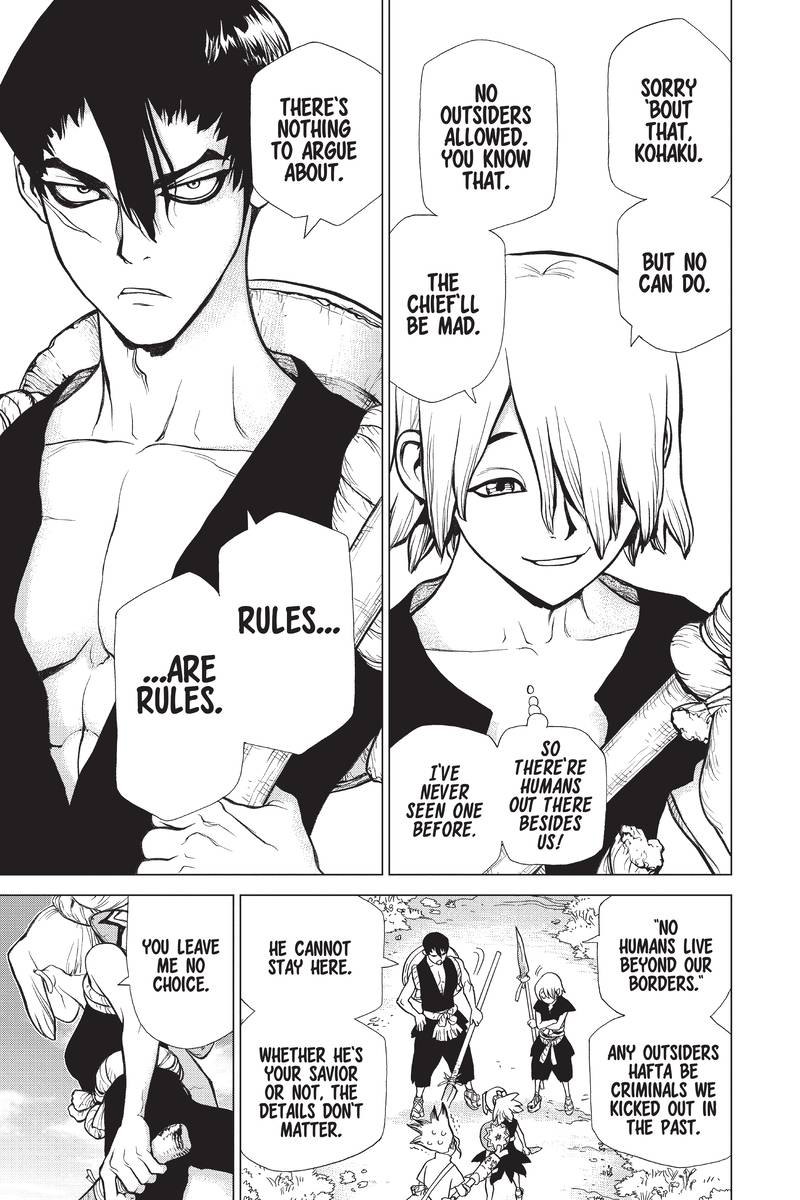 SORRY
'BOUT
THAT,
KOHAKU.
BUT NO
CAN DO.
NO
OUTSIDERS
ALLOWED.
YOU KNOW
THAT.
THE
CHIEF'LL
BE MAD.
SO
THERE'RE
HUMANS
OUT THERE
BESIDES
US!
I'VE
NEVER
SEEN ONE
BEFORE.
THERE'S
NOTHING
TO ARGUE
ABOUT.
RULES...
...ARE
RULES.
"NO
HUMANS LIVE
BEYOND OUR
BORDERS."
ANY OUTSIDERS
HAFTA BE
CRIMINALS WE
KICKED OUT IN
THE PAST.
HE CANNOT
STAY HERE.
WHETHER HE'S
YOUR SAVIOR
OR NOT, THE
DETAILS DON'T
MATTER.
YOU LEAVE
ME NO
CHOICE.